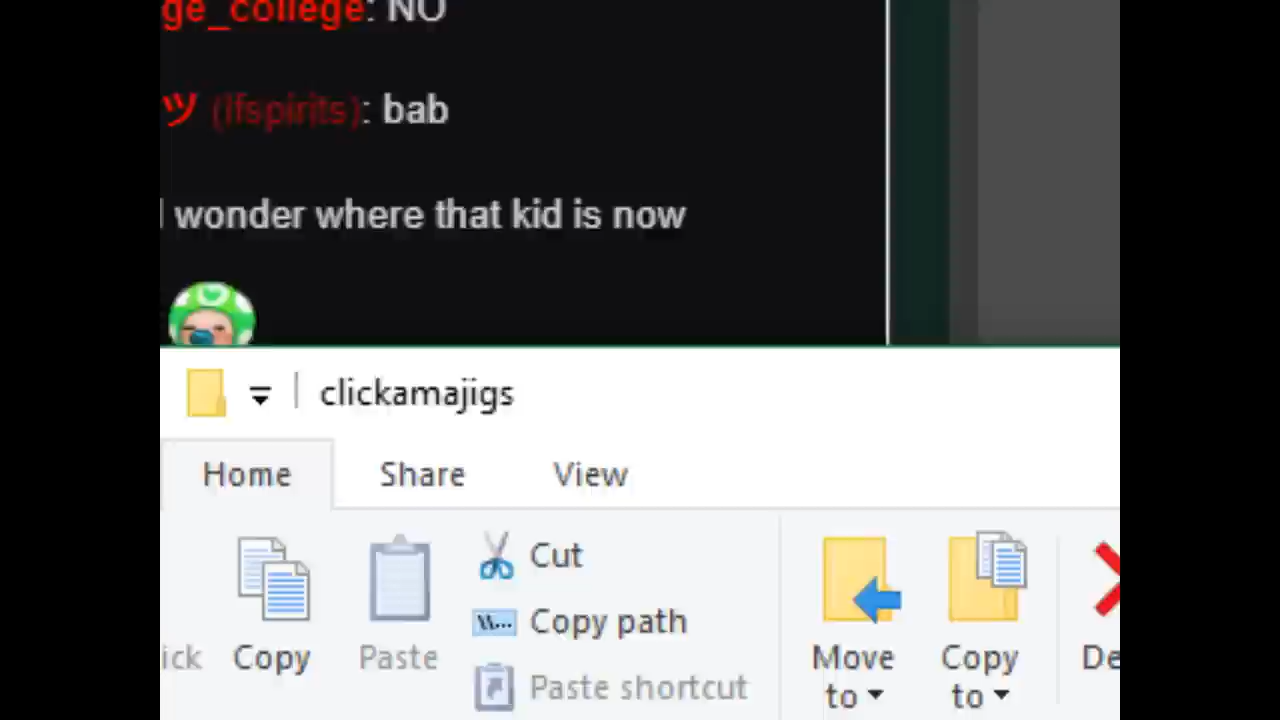 ge_college: NO
ツ (lfspirits): bab
I wonder where that kid is now
clickamajigs
Home Share View
Cut
Copy path
Paste shortcut
ick Copy Paste Move to Copy to De